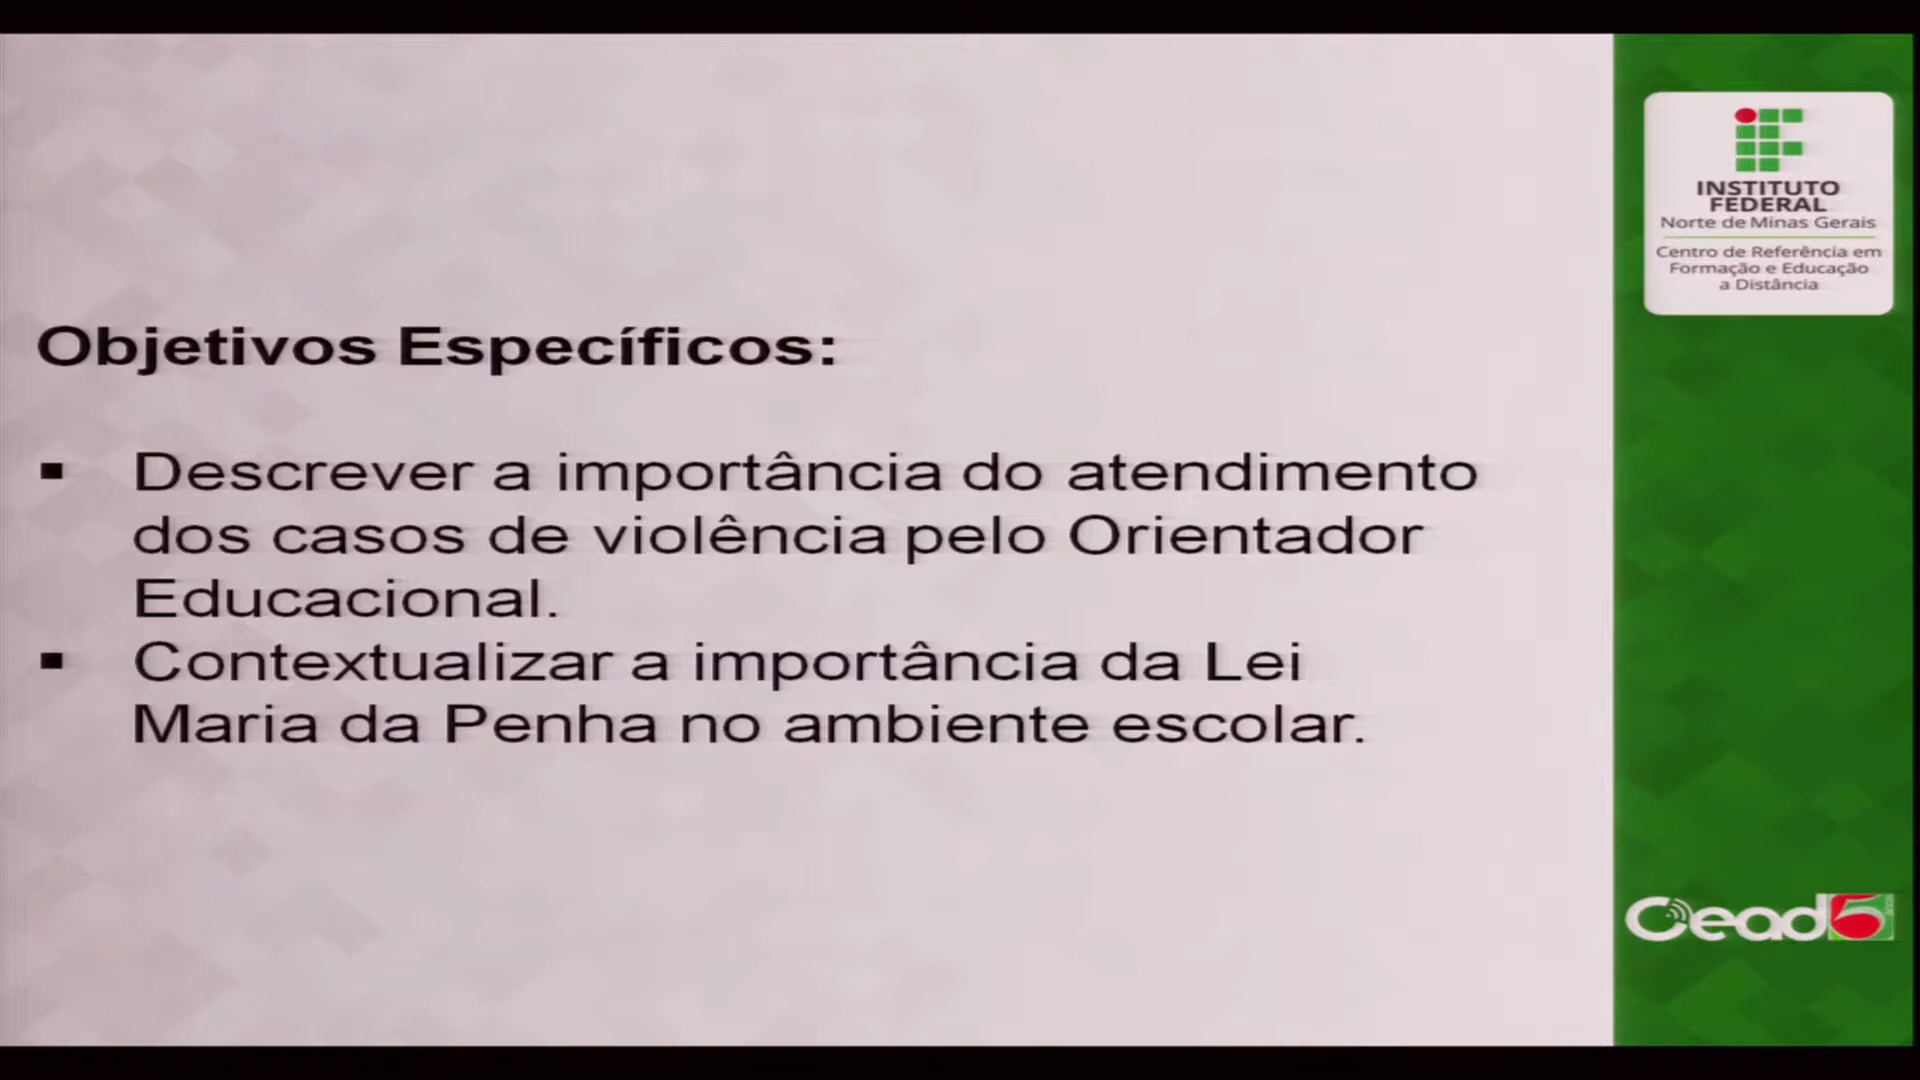 Objetivos Específicos:
▪ Descrever a importância do atendimento
dos casos de violência pelo Orientador
Educacional.
▪ Contextualizar a importância da Lei
Maria da Penha no ambiente escolar.
INSTITUTO
FEDERAL
Norte de Minas Gerais
Centro de Referência em
Formação e Educação
a Distância
Cead5